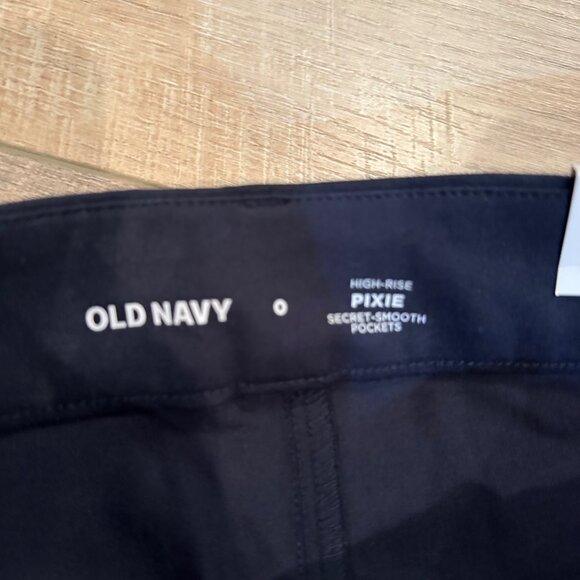 OLD NAVY
0
HIGH-RISE
PIXIE
SECRET-SMOOTH
POCKETS